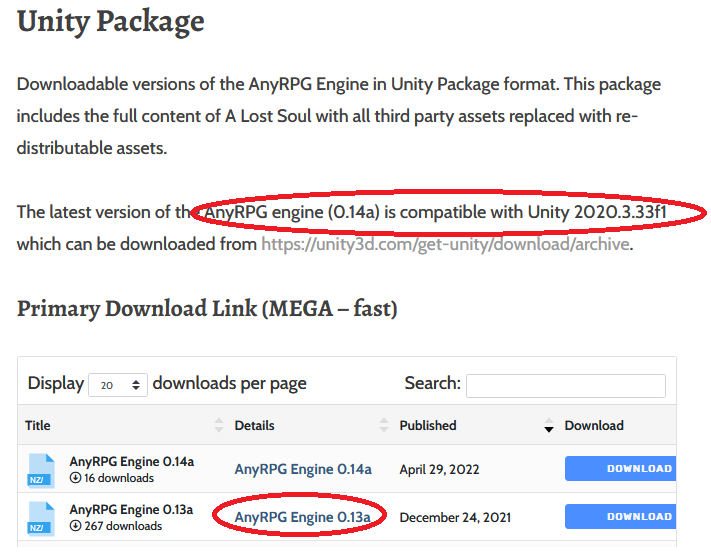 Unity Package
Downloadable versions of the AnyRPG Engine in Unity Package format. This package
includes the full content of A Lost Soul with all third party assets replaced with re-
distributable assets.
The latest version of the AnyRPG engine (0.14a) is compatible with Unity 2020.3.33f1
which can be downloaded from https://unity3d.com/get-unity/download/archive.
Primary Download Link (MEGA – fast)
Display 20 downloads per page Search:
Title Details Published Download
AnyRPG Engine 0.14a
NZ/ 16 downloads AnyRPG Engine 0.14a April 29, 2022 DOWNLOAD
AnyRPG Engine 0.13a
NZ/ 267 downloads AnyRPG Engine 0.13a December 24, 2021 DOWNLOAD